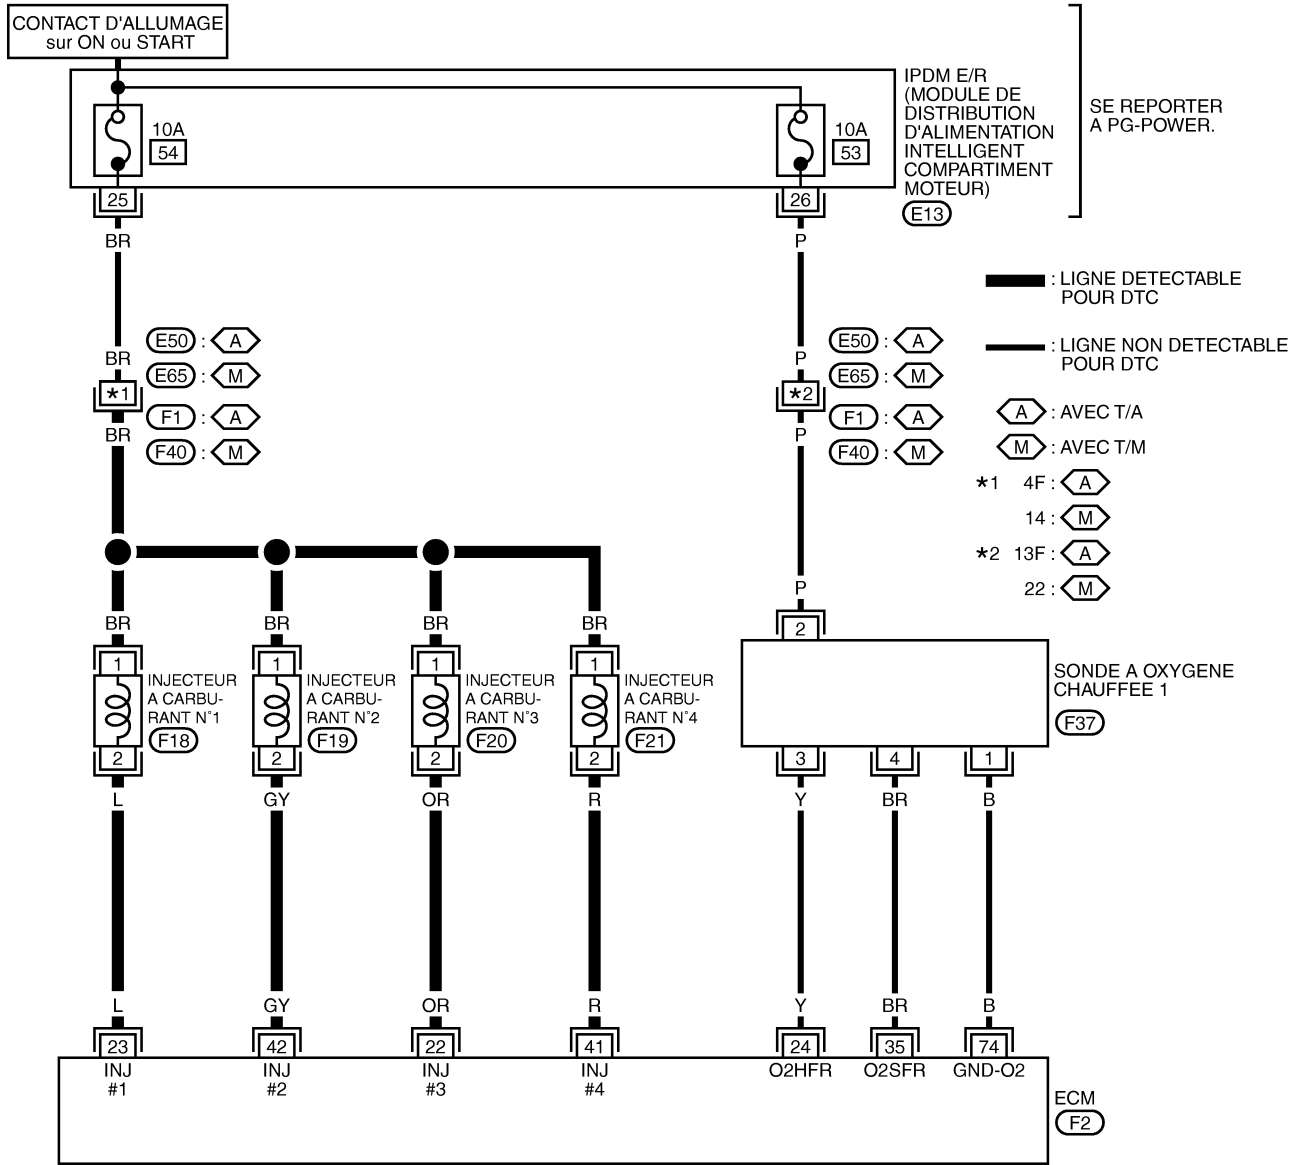 CONTACT D'ALLUMAGE
sur ON ou START
10A
54
10A
53
IPDM E/R
(MODULE DE
DISTRIBUTION
D'ALIMENTATION
INTELLIGENT
COMPARTIMENT
MOTEUR)
E13
SE REPORTER
A PG-POWER.
25
26
BR
P
: LIGNE DETECTABLE
POUR DTC
: LIGNE NON DETECTABLE
POUR DTC
BR
E50 : A
E65 : M
P
E50 : A
E65 : M
*1
*2
BR
F1 : A
F40 : M
P
F1 : A
F40 : M
A : AVEC T/A
M : AVEC T/M
*1 4F : A
14 : M
*2 13F : A
22 : M
P
BR
BR
BR
BR
2
1
1
1
1
INJECTEUR
A CARBU-
RANT N°1
F18
INJECTEUR
A CARBU-
RANT N°2
F19
INJECTEUR
A CARBU-
RANT N°3
F20
INJECTEUR
A CARBU-
RANT N°4
F21
SONDE A OXYGENE
CHAUFFEE 1
F37
2
2
2
2
3
4
1
L
GY
OR
R
Y
BR
B
L
GY
OR
R
Y
BR
B
23
42
22
41
24
35
74
INJ
#1
INJ
#2
INJ
#3
INJ
#4
O2HFR
O2SFR
GND-O2
ECM
F2